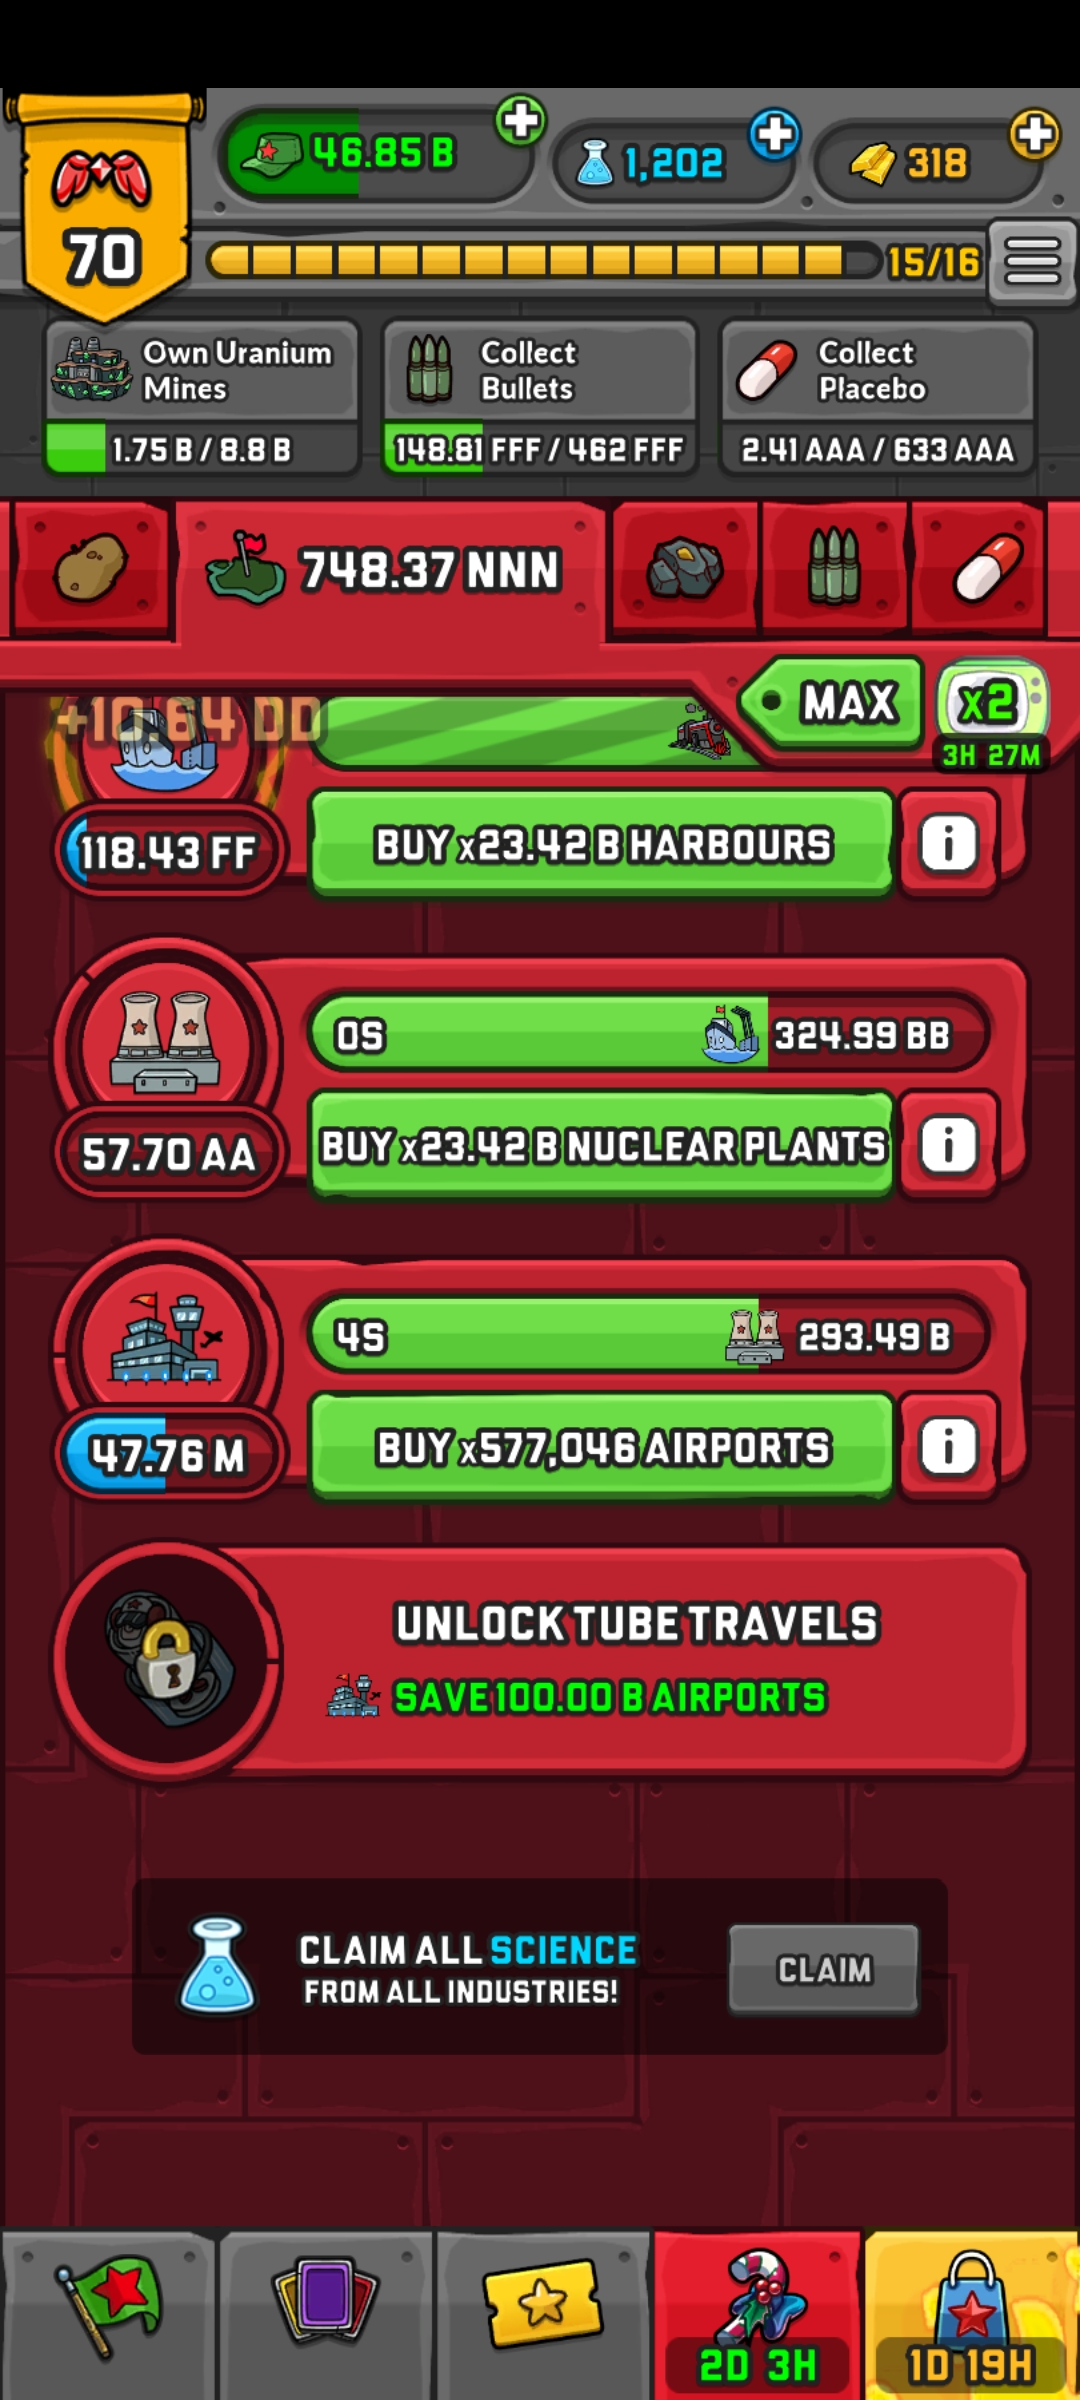 46.85 B
1,202
318
70
15/16
Own Uranium
Mines
1.75 B / 8.8 B
Collect
Bullets
148.81 FFF / 462 FFF
Collect
Placebo
2.41 AAA / 633 AAA
748.37 NNN
MAX
x2
3H 27M
+10.64 DD
118.43 FF
BUY x23.42 B HARBOURS
i
0S
324.99 BB
57.70 AA
BUY x23.42 B NUCLEAR PLANTS
i
4S
293.49 B
47.76 M
BUY x577,046 AIRPORTS
i
UNLOCK TUBE TRAVELS
SAVE 100.00 B AIRPORTS
CLAIM ALL SCIENCE
FROM ALL INDUSTRIES!
CLAIM
2D 3H
1D 19H